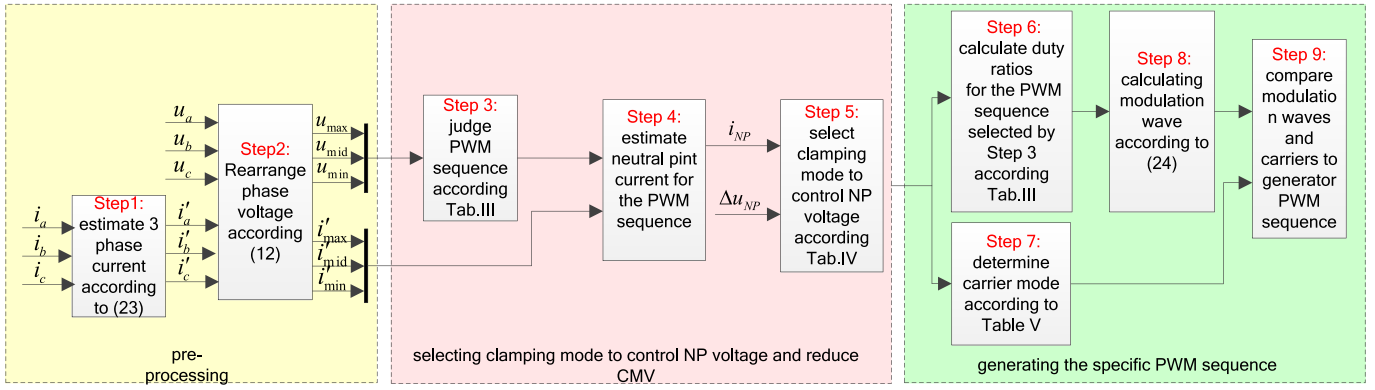 u_a
u_b
u_c
i_a
i_b
i_c
Step1:
estimate 3
phase
current
according
to (23)
i'_a
i'_b
i'_c
Step2:
Rearrange
phase
voltage
according
(12)
u_max
u_mid
u_min
i'_max
i'_mid
i'_min
pre-
processing
Step 3:
judge
PWM
sequence
according
Tab.III
Step 4:
estimate
neutral pint
current for
the PWM
sequence
i_NP
Δu_NP
Step 5:
select
clamping
mode to
control NP
voltage
according
Tab.IV
selecting clamping mode to control NP voltage and reduce
CMV
Step 6:
calculate duty
ratios
for the PWM
sequence
selected by
Step 3
according
Tab.III
Step 7:
determine
carrier mode
according to
Table V
Step 8:
calculating
modulation
wave
according to
(24)
Step 9:
compare
modulatio
n waves
and
carriers to
generator
PWM
sequence
generating the specific PWM sequence